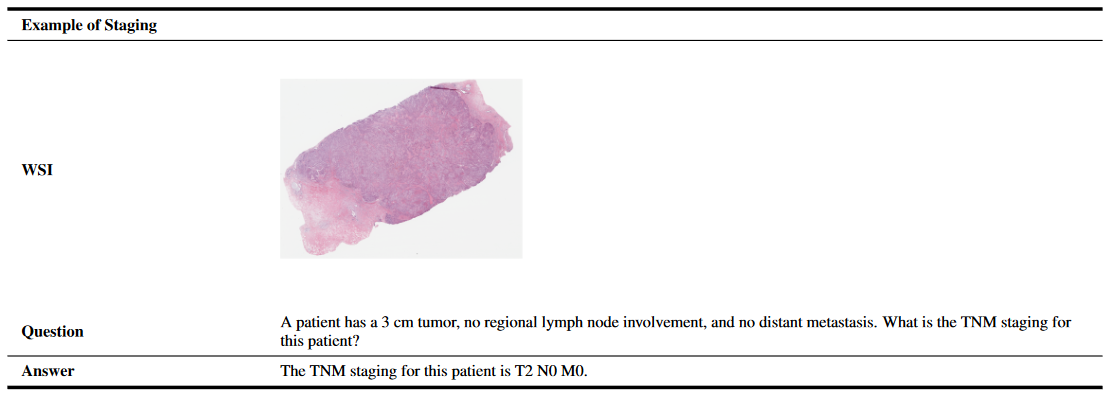 Example of Staging
WSI
Question
A patient has a 3 cm tumor, no regional lymph node involvement, and no distant metastasis. What is the TNM staging for
this patient?
Answer
The TNM staging for this patient is T2 N0 M0.